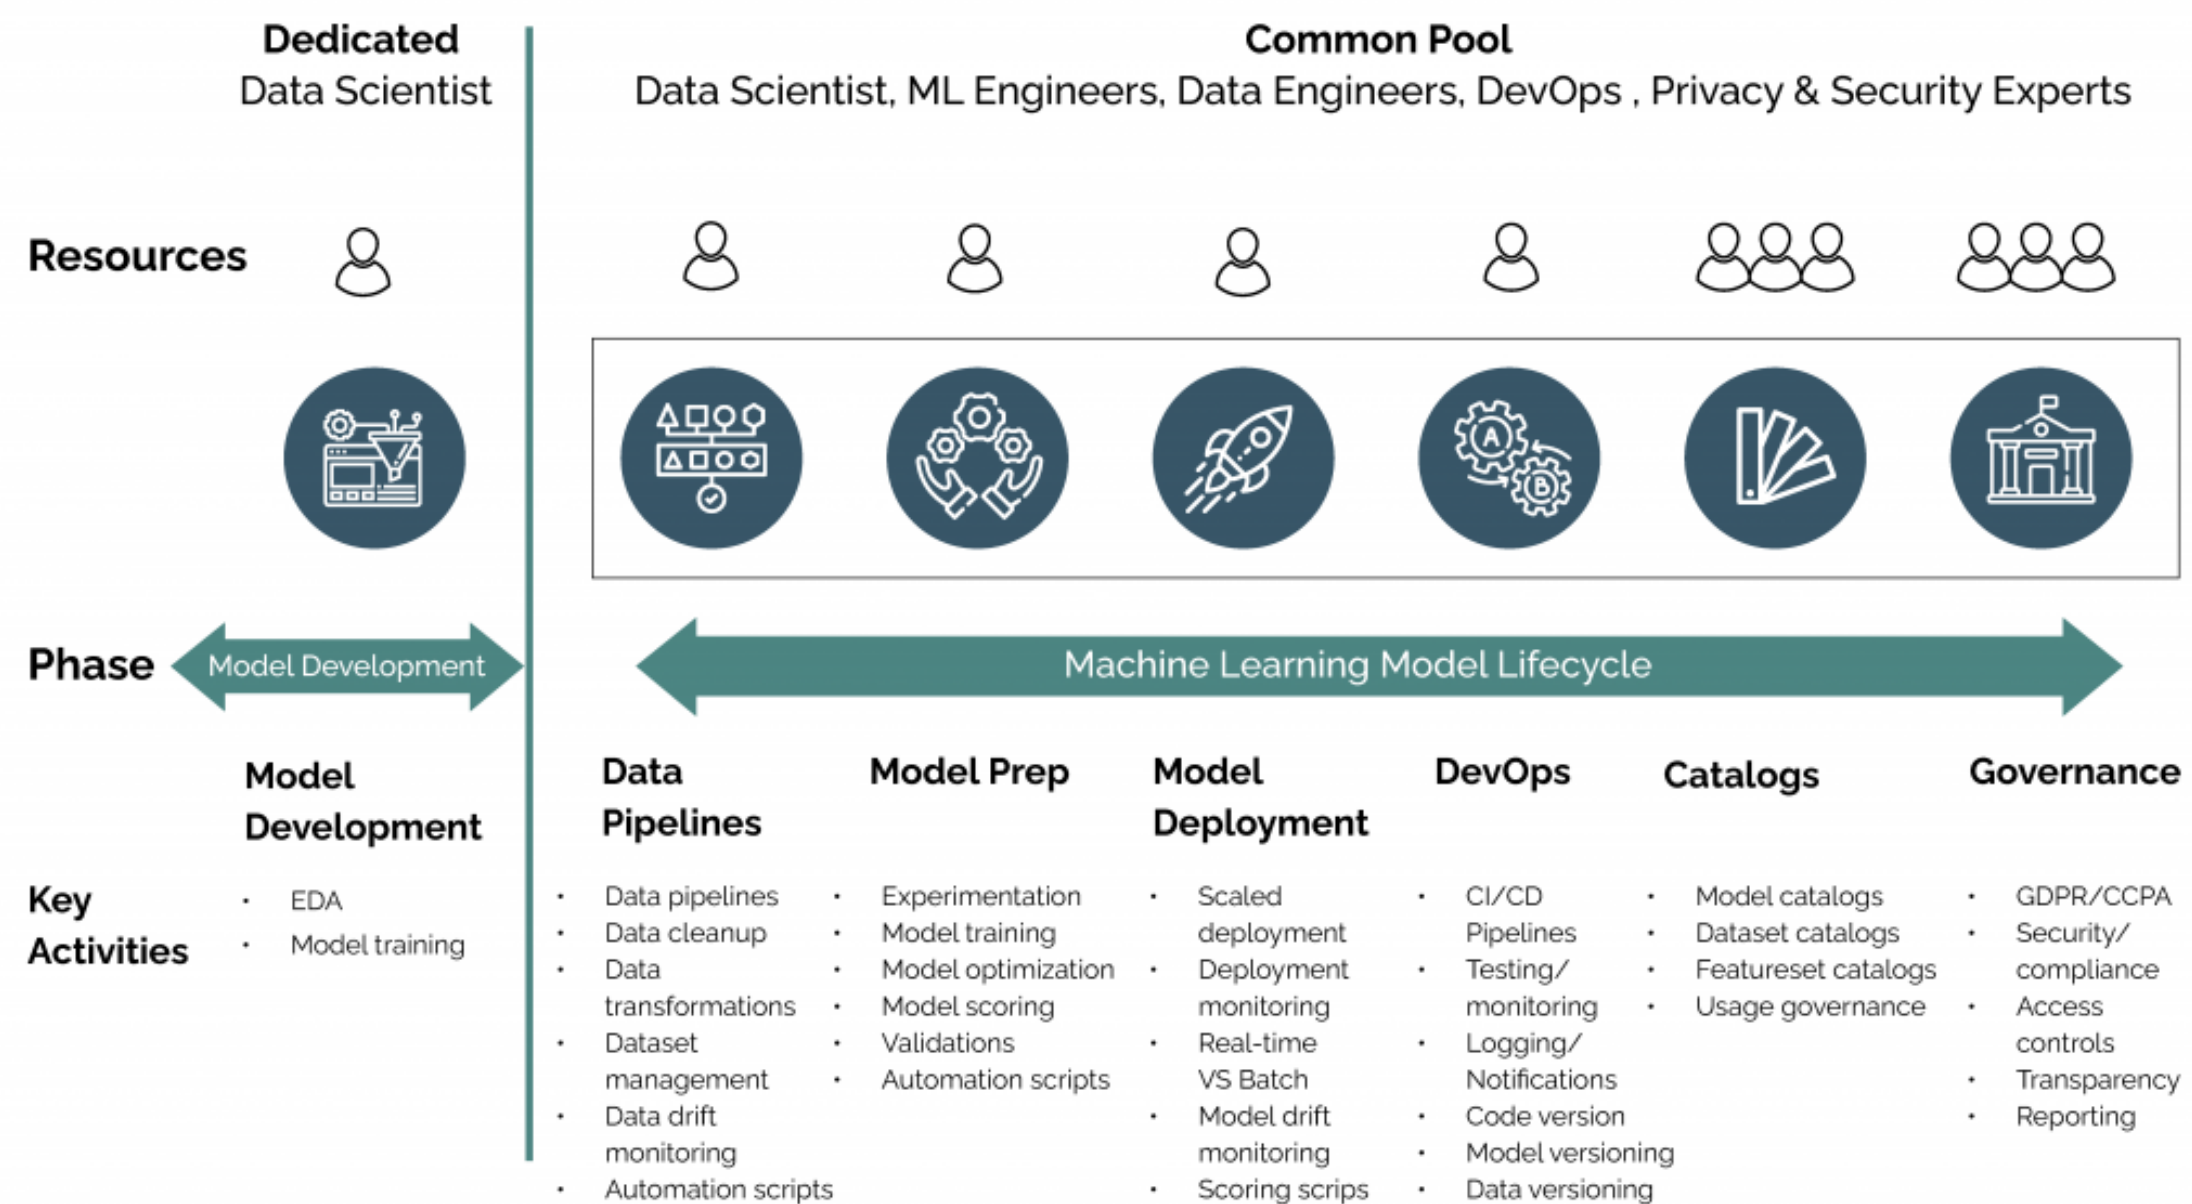 Dedicated
Data Scientist
Common Pool
Data Scientist, ML Engineers, Data Engineers, DevOps , Privacy & Security Experts
Resources
A
B
Phase
Model Development
Machine Learning Model Lifecycle
Key
Activities
Model
Development
• EDA
• Model training
Data
Pipelines
• Data pipelines
• Data cleanup
• Data
transformations
• Dataset
management
• Data drift
monitoring
• Automation scripts
Model Prep
• Experimentation
• Model training
• Model optimization
• Model scoring
• Validations
• Automation scripts
Model
Deployment
• Scaled
deployment
• Deployment
monitoring
• Real-time
VS Batch
• Model drift
monitoring
• Scoring scrips
DevOps
• CI/CD
Pipelines
• Testing/
monitoring
• Logging/
Notifications
• Code version
• Model versioning
• Data versioning
Catalogs
• Model catalogs
• Dataset catalogs
• Featureset catalogs
• Usage governance
Governance
• GDPR/CCPA
• Security/
compliance
• Access
controls
• Transparency
• Reporting